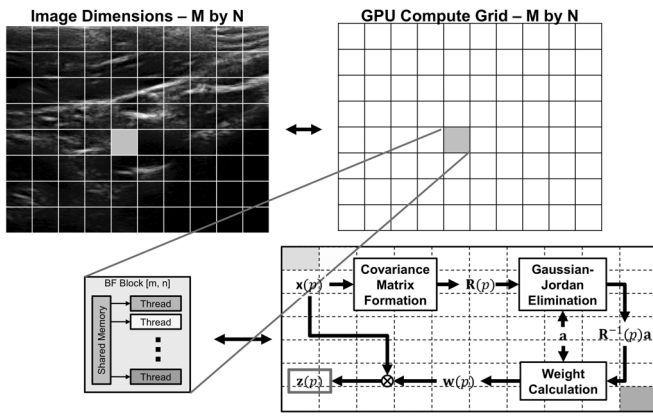 Image Dimensions – M by N
GPU Compute Grid – M by N
BF Block [m, n]
Shared Memory
Thread
Thread
Thread
x(p)
Covariance
Matrix
Formation
R(p)
Gaussian-
Jordan
Elimination
a
R⁻¹(p)a
Weight
Calculation
w(p)
⊗
z(p)